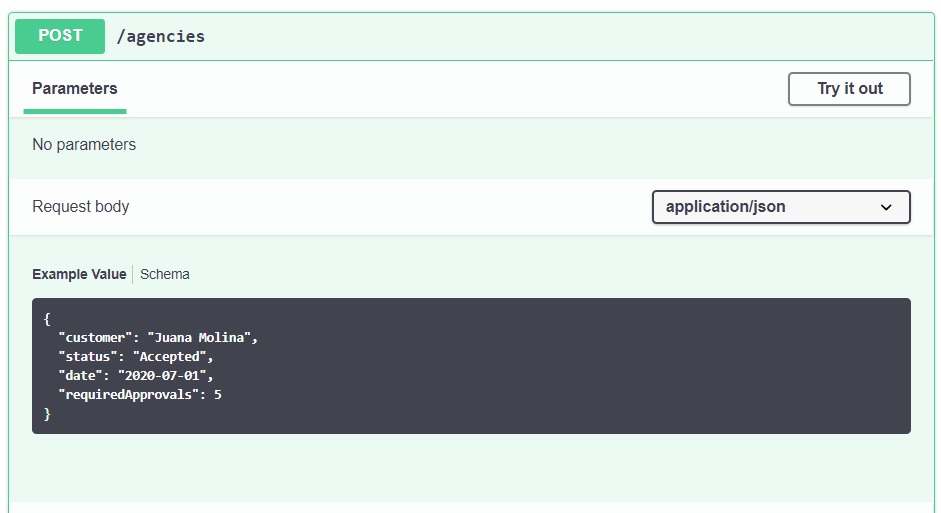 POST /agencies
Parameters
Try it out
No parameters
Request body
application/json
Example Value
Schema
{
  "customer": "Juana Molina",
  "status": "Accepted",
  "date": "2020-07-01",
  "requiredApprovals": 5
}